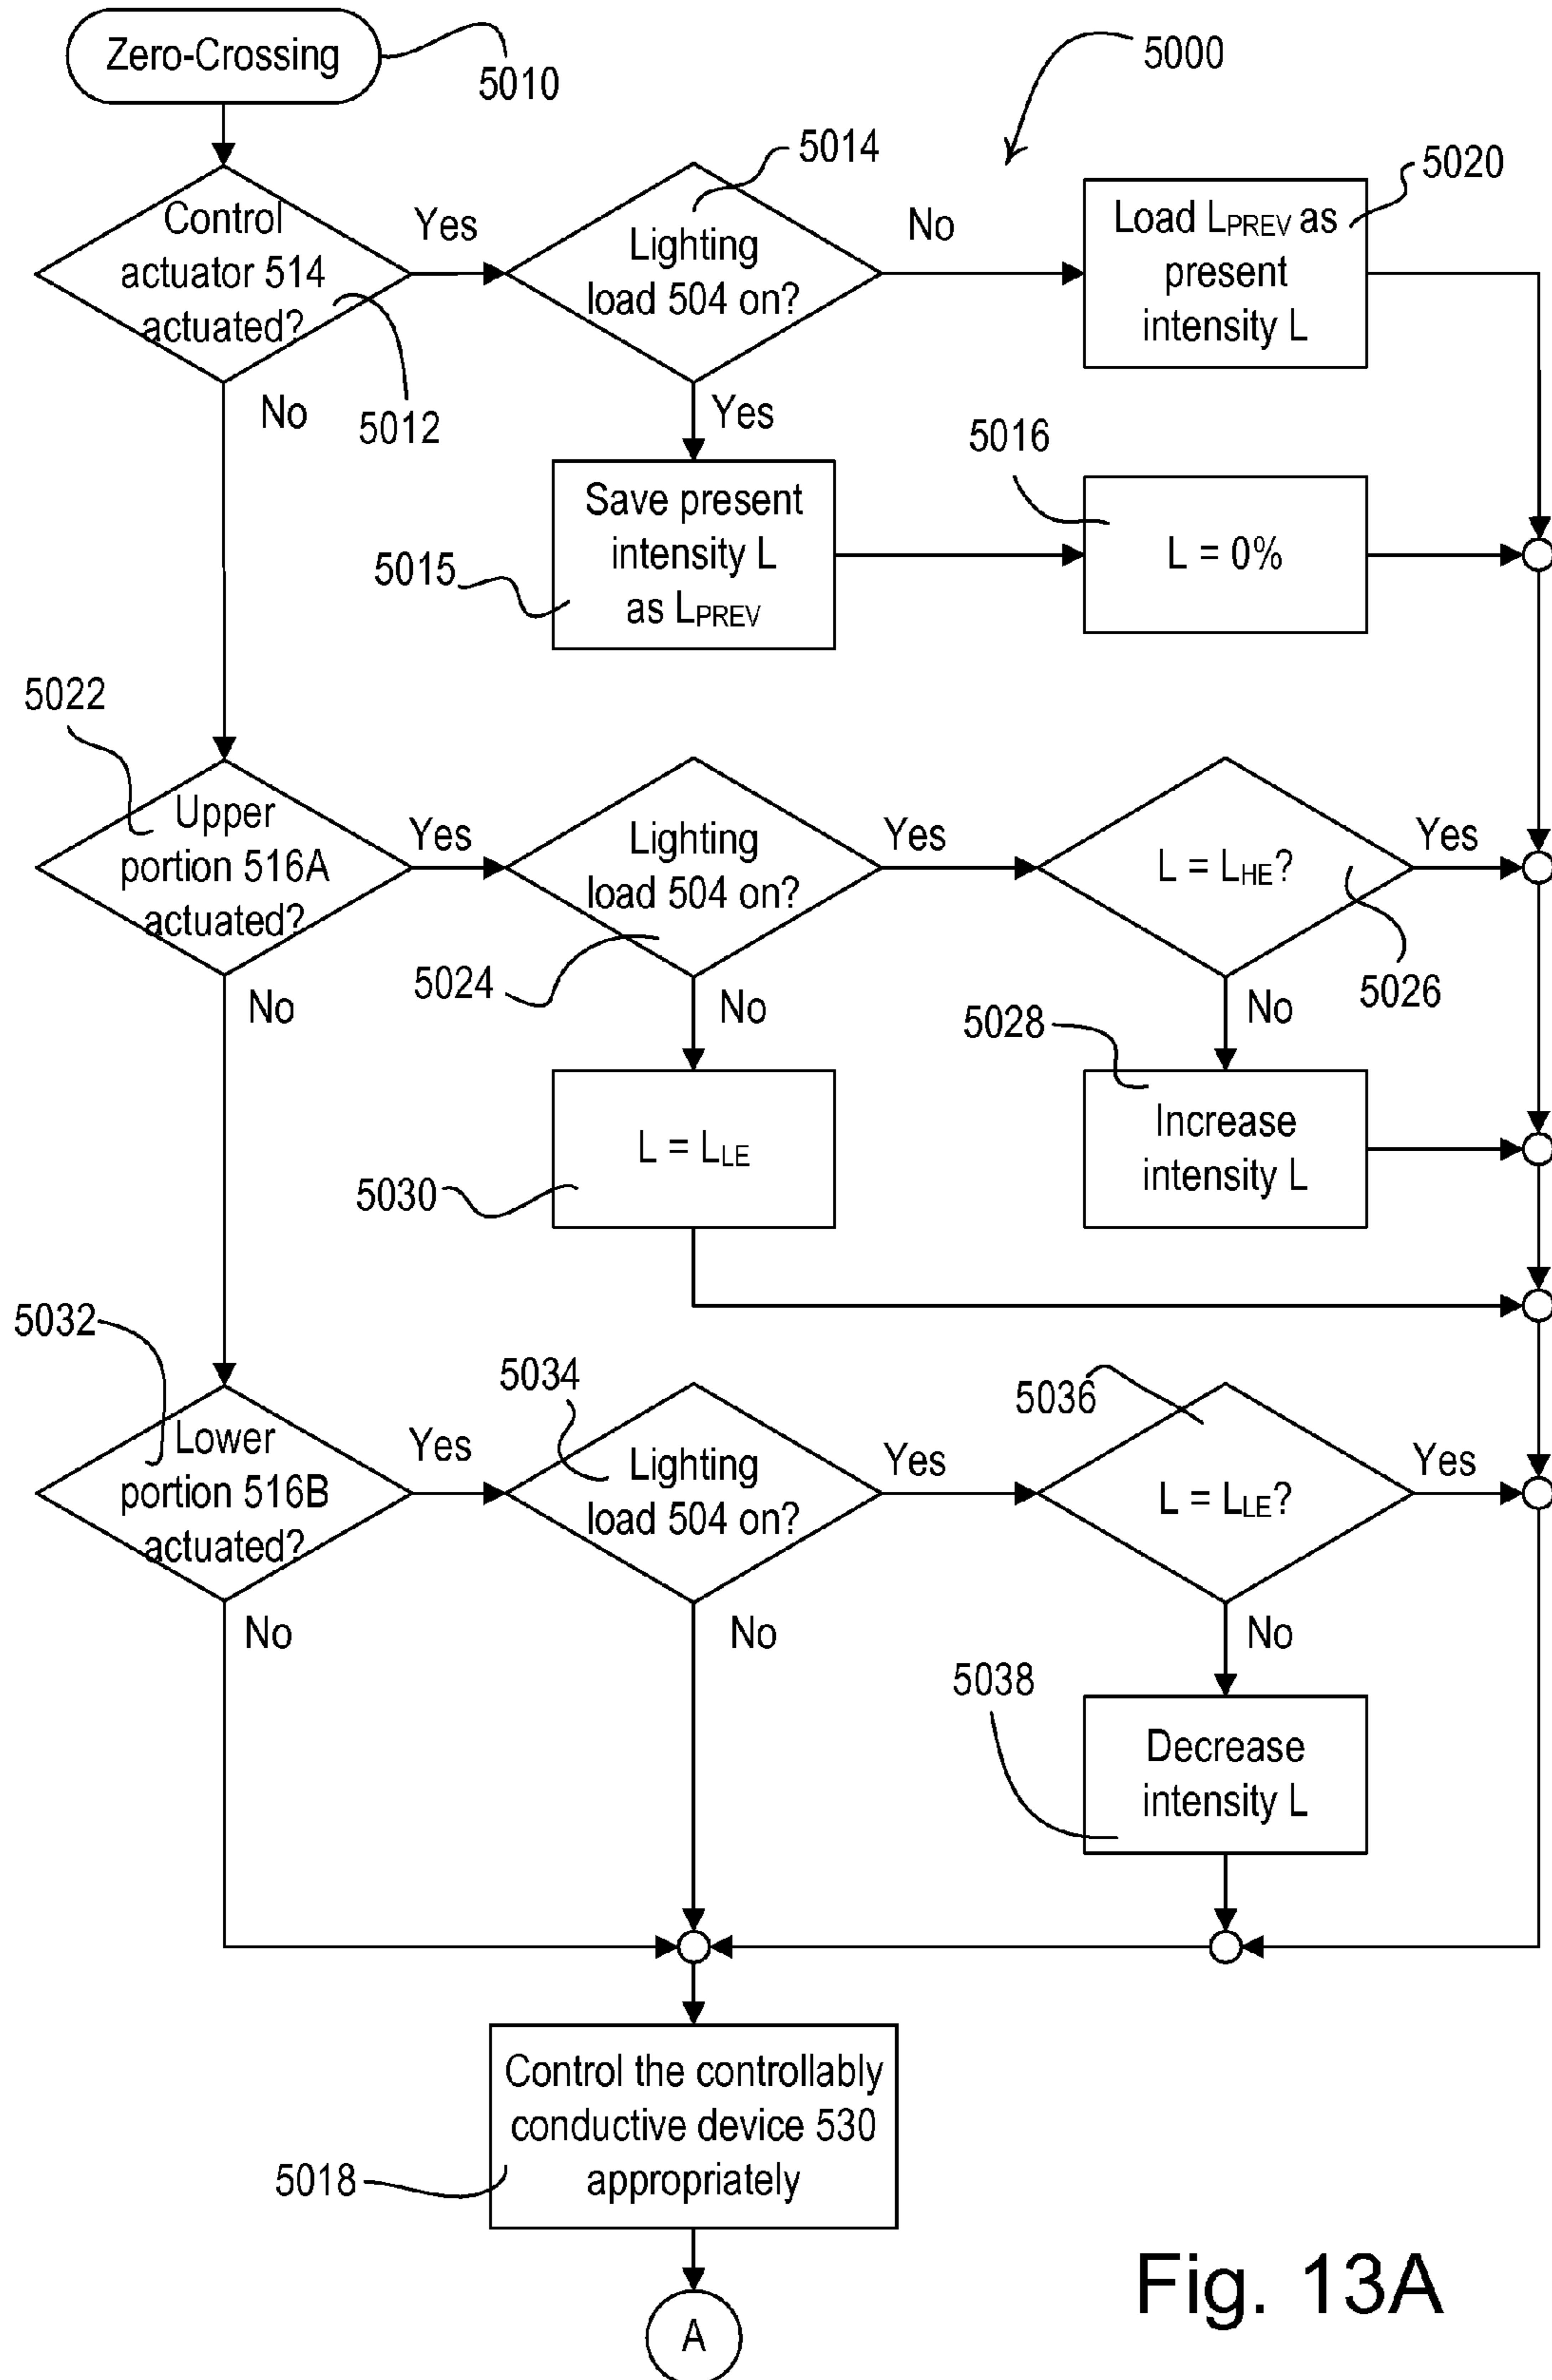 Zero-Crossing
5010
5000
Control
actuator 514
actuated?
5012
Yes
No
Lighting
load 504 on?
5014
No
Yes
Load LPREV as
present
intensity L
5020
Save present
intensity L
as LPREV
5015
5016
L = 0%
5022
Upper
portion 516A
actuated?
Yes
No
Lighting
load 504 on?
5024
Yes
No
L = LHE?
5026
Yes
No
5028
Increase
intensity L
L = LLE
5030
5032
Lower
portion 516B
actuated?
Yes
No
5034
Lighting
load 504 on?
Yes
No
5036
L = LLE?
Yes
No
5038
Decrease
intensity L
Control the controllably
conductive device 530
appropriately
5018
A
Fig. 13A